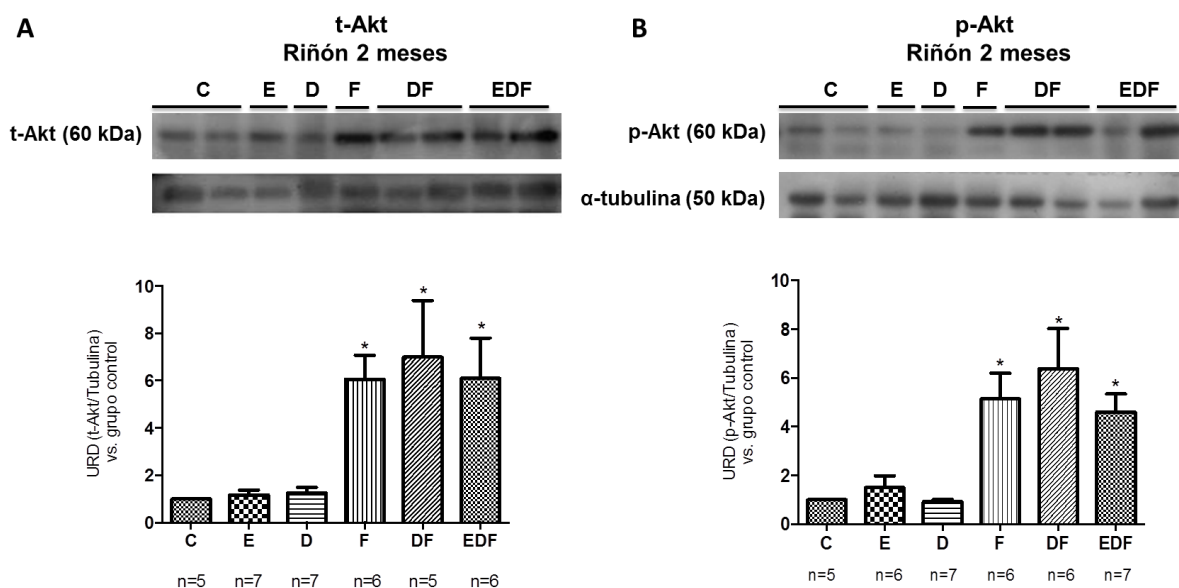 A
t-Akt
Riñón 2 meses
C E D F DF EDF
t-Akt (60 kDa)
10
8
6
4
2
0
URD (t-Akt/Tubulina)
vs. grupo control
* * *
C E D F DF EDF
n=5 n=7 n=7 n=6 n=5 n=6
B
p-Akt
Riñón 2 meses
C E D F DF EDF
p-Akt (60 kDa)
α-tubulina (50 kDa)
10
8
6
4
2
0
URD (p-Akt/Tubulina)
vs. grupo control
* * *
C E D F DF EDF
n=5 n=6 n=7 n=6 n=6 n=7